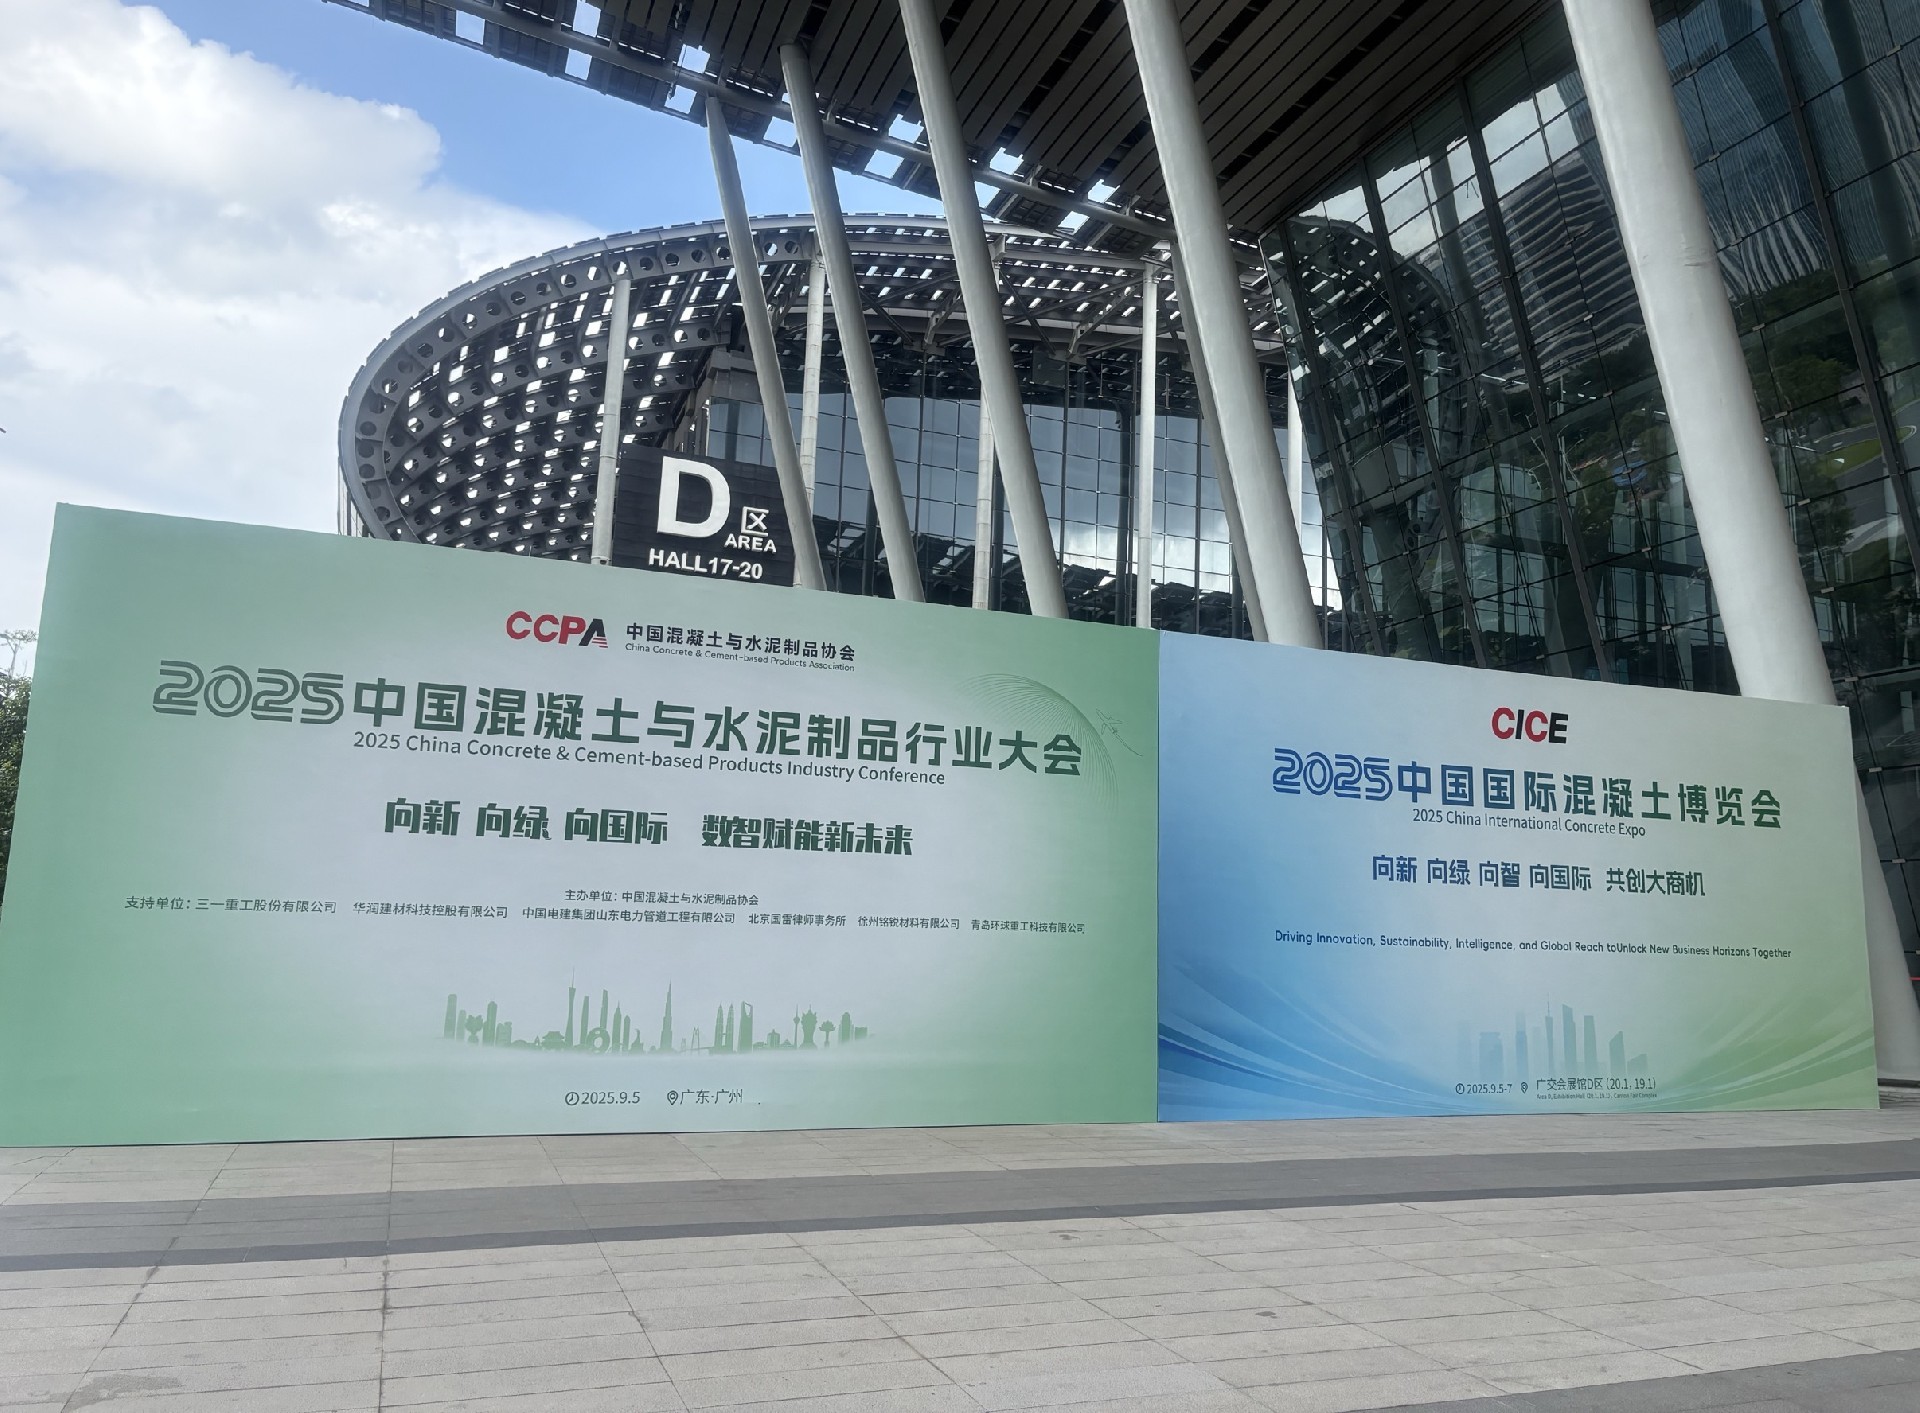 D区
AREA
HALL17-20
CCPA 中国混凝土与水泥制品协会
China Concrete & Cement-based Products Association
2025中国混凝土与水泥制品行业大会
2025 China Concrete & Cement-based Products Industry Conference
向新 向绿 向国际 数智赋能新未来
主办单位：中国混凝土与水泥制品协会
支持单位：三一重工股份有限公司 华润建材科技控股有限公司 中国电建集团山东电力管道工程有限公司 北京国雷律师事务所 徐州铭钦材料有限公司 青岛环球重工科技有限公司
2025.9.5 广东·广州
CICE
2025中国国际混凝土博览会
2025 China International Concrete Expo
向新 向绿 向智 向国际 共创大商机
Driving Innovation, Sustainability, Intelligence, and Global Reach toUnlock New Business Horizons Together
2025.9.5-7 广交会展馆D区 (20.1, 19.1)